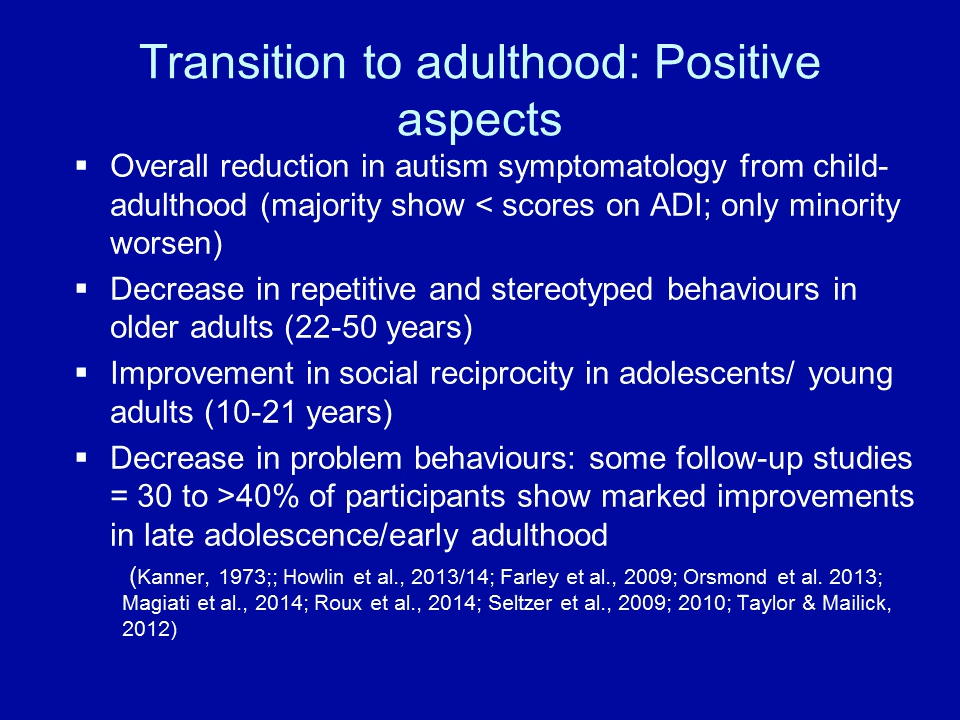 Transition to adulthood: Positive
aspects
▪ Overall reduction in autism symptomatology from child-
adulthood (majority show < scores on ADI; only minority
worsen)
▪ Decrease in repetitive and stereotyped behaviours in
older adults (22-50 years)
▪ Improvement in social reciprocity in adolescents/ young
adults (10-21 years)
▪ Decrease in problem behaviours: some follow-up studies
= 30 to >40% of participants show marked improvements
in late adolescence/early adulthood
(Kanner, 1973;; Howlin et al., 2013/14; Farley et al., 2009; Orsmond et al. 2013;
Magiati et al., 2014; Roux et al., 2014; Seltzer et al., 2009; 2010; Taylor & Mailick,
2012)